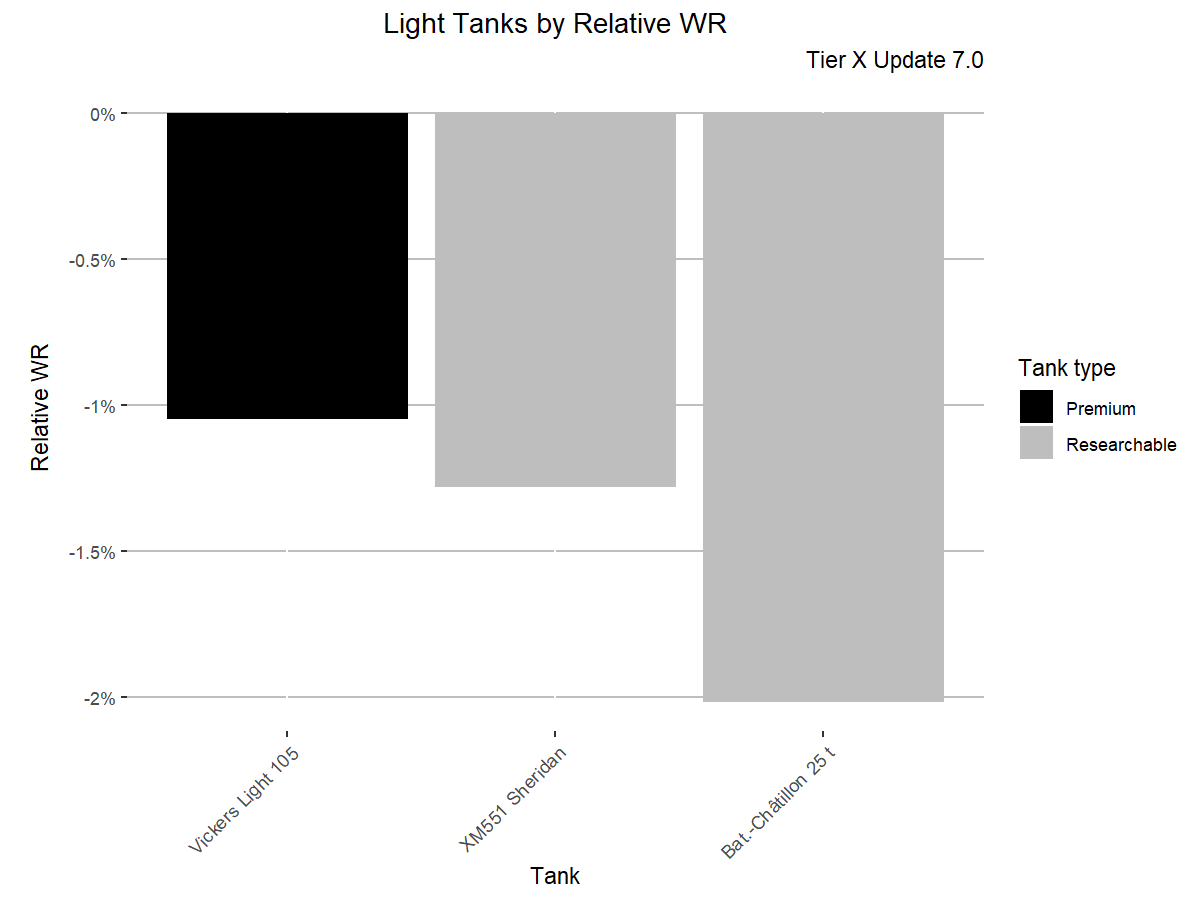 Light Tanks by Relative WR
Tier X Update 7.0
0%
-0.5%
-1%
-1.5%
-2%
Relative WR
Vickers Light 105
XM551 Sheridan
Bat.-Châtillon 25 t
Tank
Tank type
Premium
Researchable